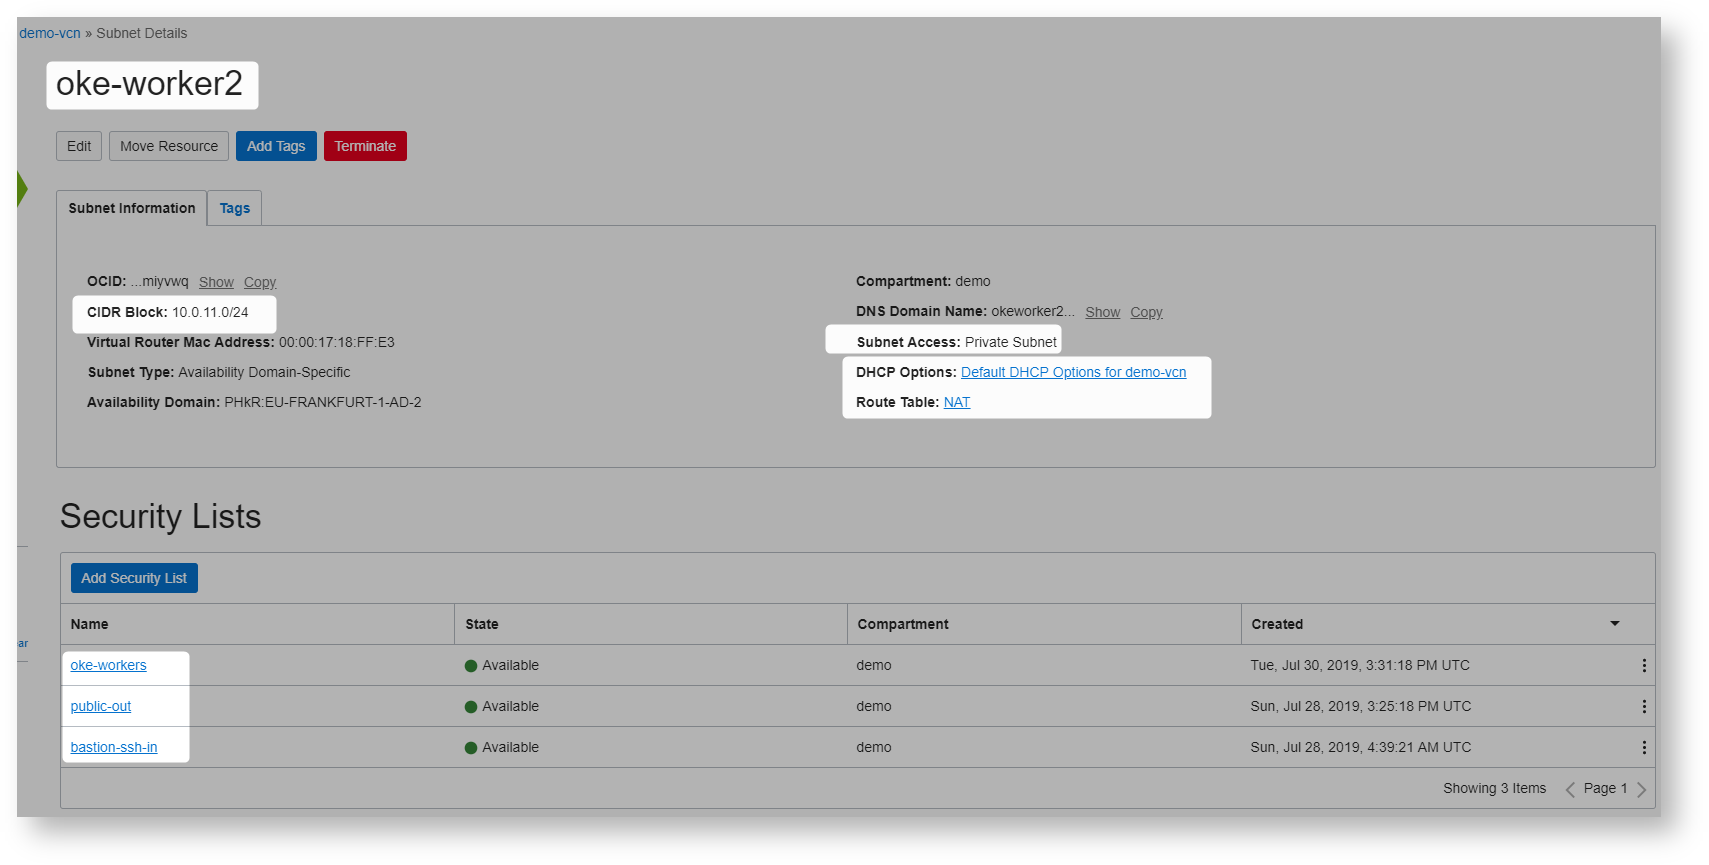 demo-vcn » Subnet Details
oke-worker2
Edit Move Resource Add Tags Terminate
Subnet Information Tags
OCID: ...miyvwq Show Copy
CIDR Block: 10.0.11.0/24
Virtual Router Mac Address: 00:00:17:18:FF:E3
Subnet Type: Availability Domain-Specific
Availability Domain: PHkR:EU-FRANKFURT-1-AD-2
Compartment: demo
DNS Domain Name: okeworker2... Show Copy
Subnet Access: Private Subnet
DHCP Options: Default DHCP Options for demo-vcn
Route Table: NAT
Security Lists
Add Security List
Name State Compartment Created
oke-workers Available demo Tue, Jul 30, 2019, 3:31:18 PM UTC
public-out Available demo Sun, Jul 28, 2019, 3:25:18 PM UTC
bastion-ssh-in Available demo Sun, Jul 28, 2019, 4:39:21 AM UTC
Showing 3 Items Page 1